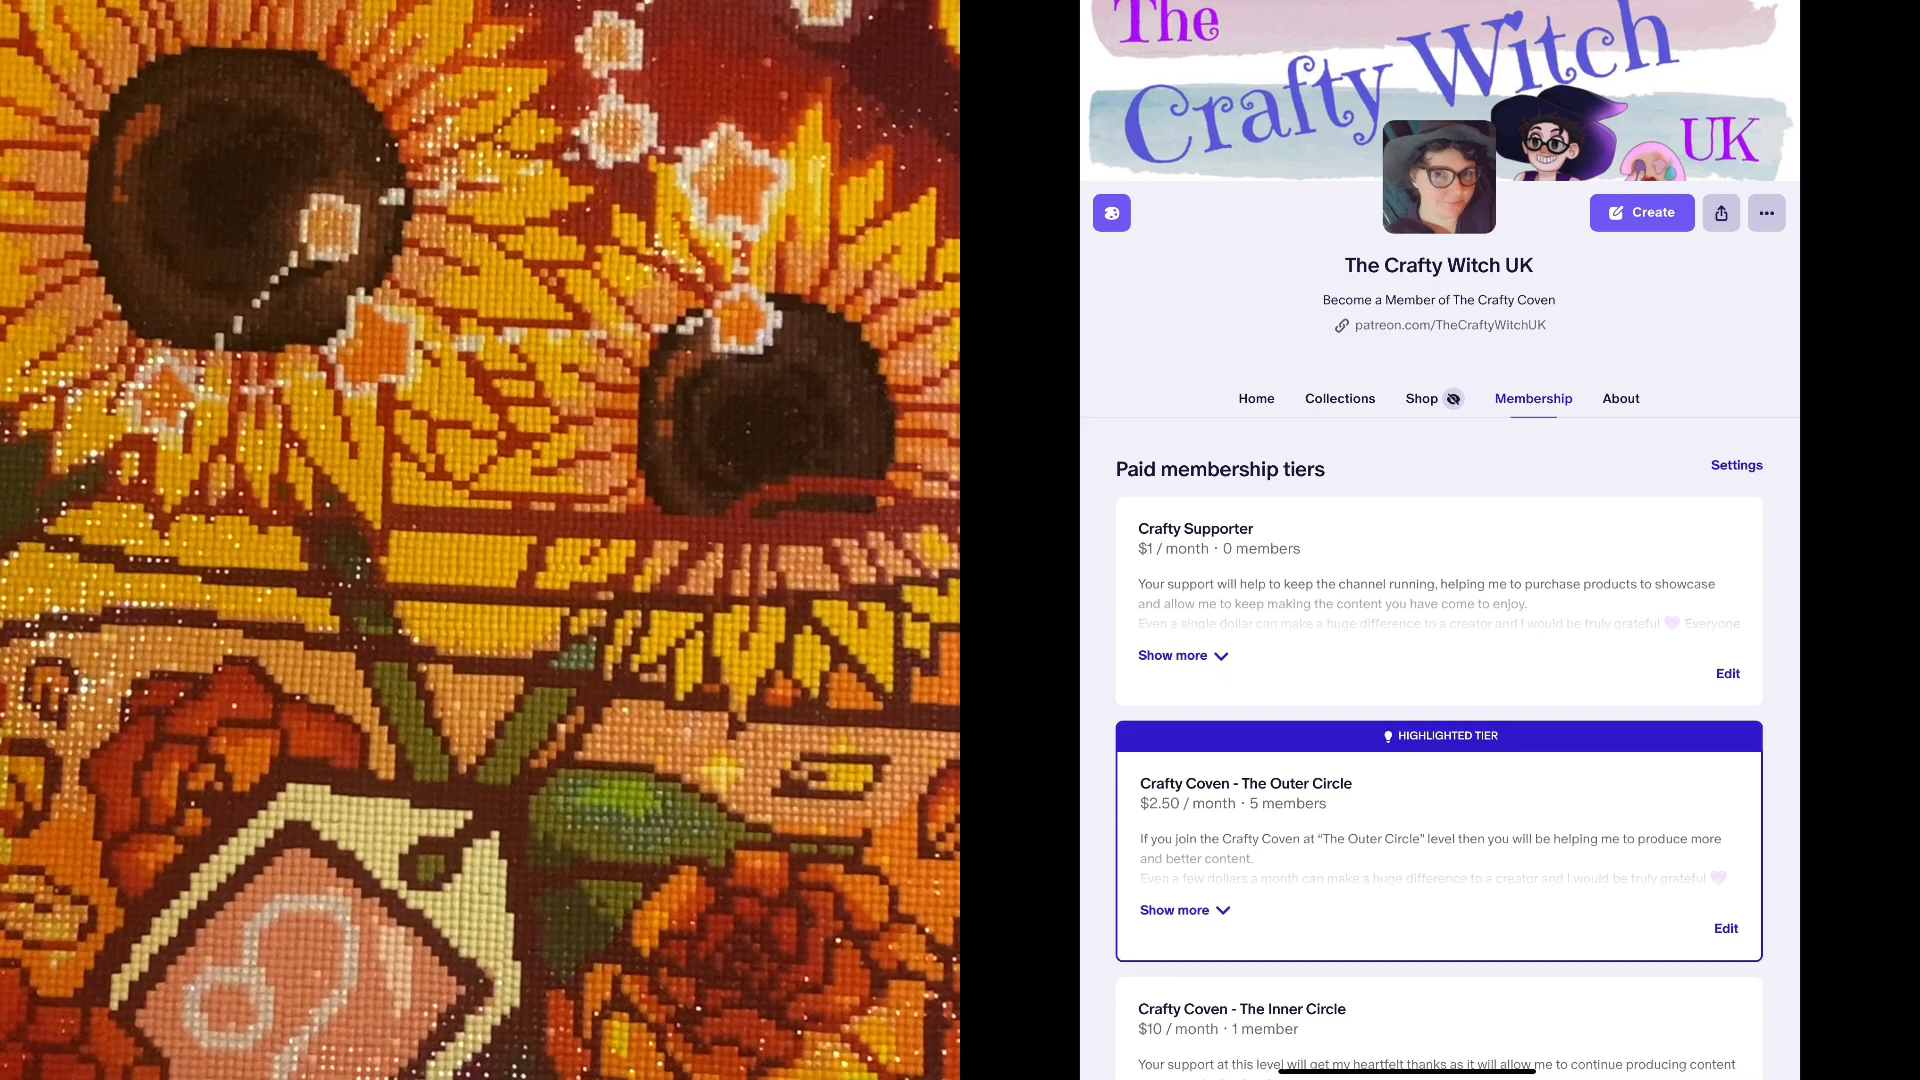 The
Crafty Witch
UK
Create
The Crafty Witch UK
Become a Member of The Crafty Coven
patreon.com/TheCraftyWitchUK
Home Collections Shop Membership About
Paid membership tiers
Settings
Crafty Supporter
$1 / month · 0 members
Your support will help to keep the channel running, helping me to purchase products to showcase
and allow me to keep making the content you have come to enjoy.
Even a single dollar can make a huge difference to a creator and I would be truly grateful 💜 Everyone
Show more
Edit
HIGHLIGHTED TIER
Crafty Coven - The Outer Circle
$2.50 / month · 5 members
If you join the Crafty Coven at “The Outer Circle” level then you will be helping me to produce more
and better content.
Even a few dollars a month can make a huge difference to a creator and I would be truly grateful 💜
Show more
Edit
Crafty Coven - The Inner Circle
$10 / month · 1 member
Your support at this level will get my heartfelt thanks as it will allow me to continue producing content